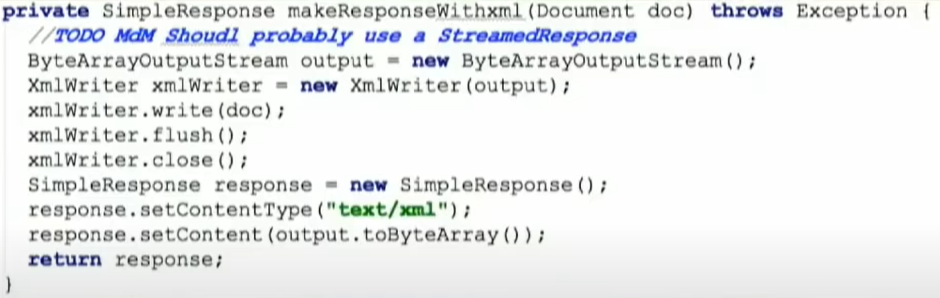 private SimpleResponse makeResponseWithxml(Document doc) throws Exception {
//TODO MdM Shoudl probably use a StreamedResponse
ByteArrayOutputStream output = new ByteArrayOutputStream();
XmlWriter xmlWriter = new XmlWriter(output);
xmlWriter.write(doc);
xmlWriter.flush();
xmlWriter.close();
SimpleResponse response = new SimpleResponse();
response.setContentType("text/xml");
response.setContent(output.toByteArray());
return response;
}